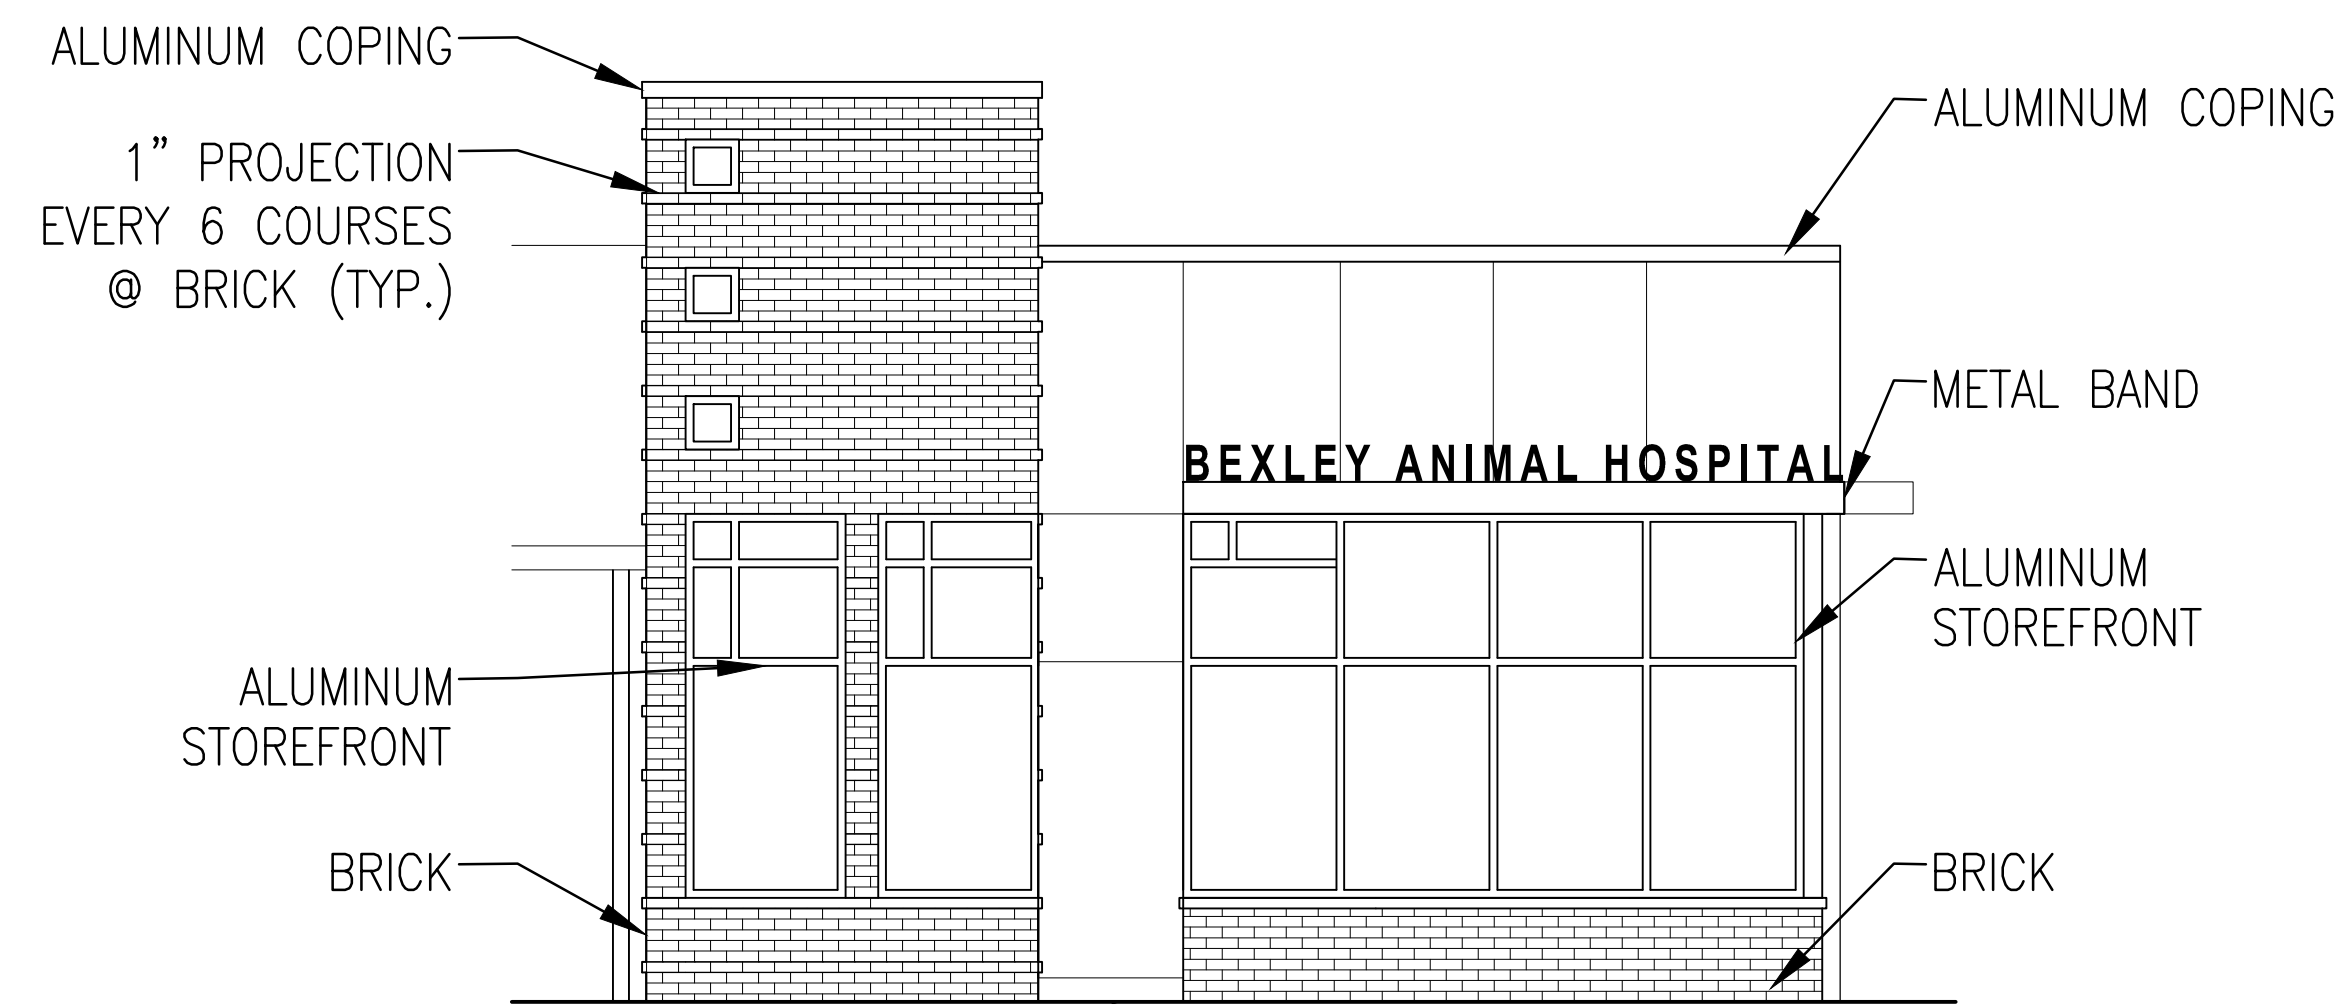 ALUMINUM COPING
1" PROJECTION
EVERY 6 COURSES
@ BRICK (TYP.)
ALUMINUM
STOREFRONT
BRICK
BEXLEY ANIMAL HOSPITAL
ALUMINUM COPING
METAL BAND
ALUMINUM
STOREFRONT
BRICK